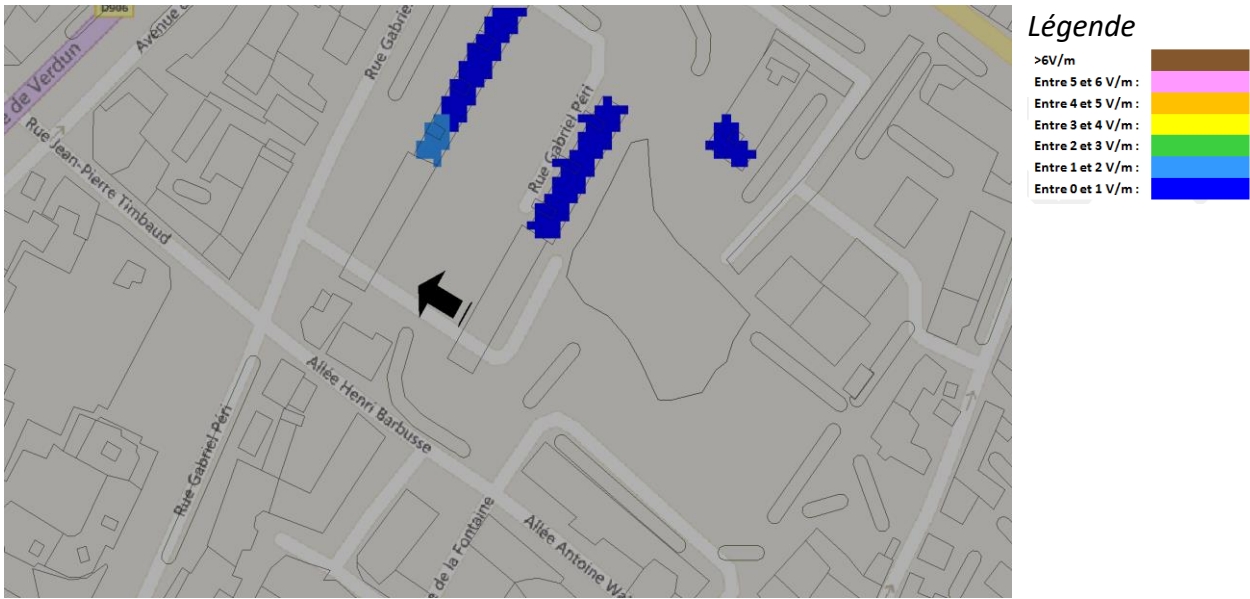 D906
Avenue
de Verdun
Rue Gabriel
Rue Jean-Pierre Timbaud
Rue Gabriel Péri
Allée Henri Barbusse
Rue Gabriel Péri
de la Fontaine
Allée Antoine
Légende
>6V/m
Entre 5 et 6 V/m :
Entre 4 et 5 V/m :
Entre 3 et 4 V/m :
Entre 2 et 3 V/m :
Entre 1 et 2 V/m :
Entre 0 et 1 V/m :